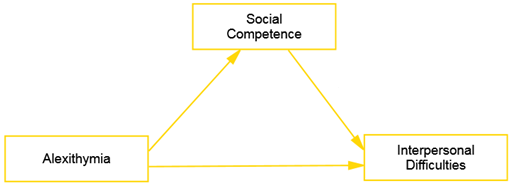 Social
Competence
Alexithymia
Interpersonal
Difficulties